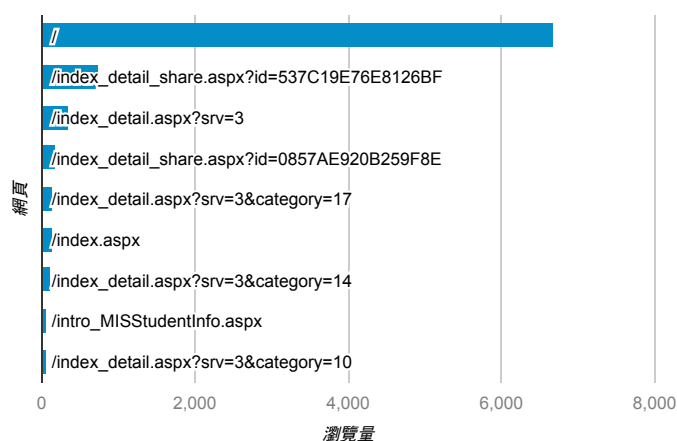 /
/index_detail_share.aspx?id=537C19E76E8126BF
/index_detail.aspx?srv=3
/index_detail_share.aspx?id=0857AE920B259F8E
/index_detail.aspx?srv=3&category=17
/index.aspx
/index_detail.aspx?srv=3&category=14
/intro_MISStudentInfo.aspx
/index_detail.aspx?srv=3&category=10
網頁
0 2,000 4,000 6,000 8,000
瀏覽量